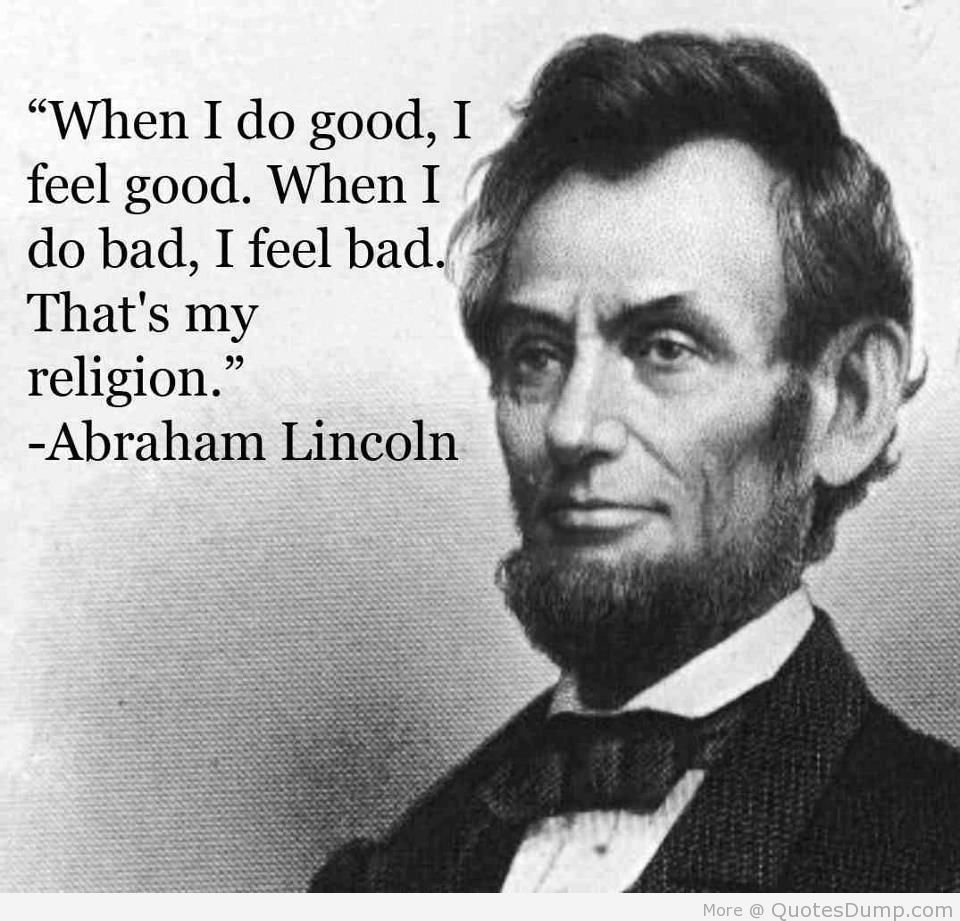 “When I do good, I
feel good. When I
do bad, I feel bad.
That's my
religion.”
-Abraham Lincoln
More @ QuotesDump.com